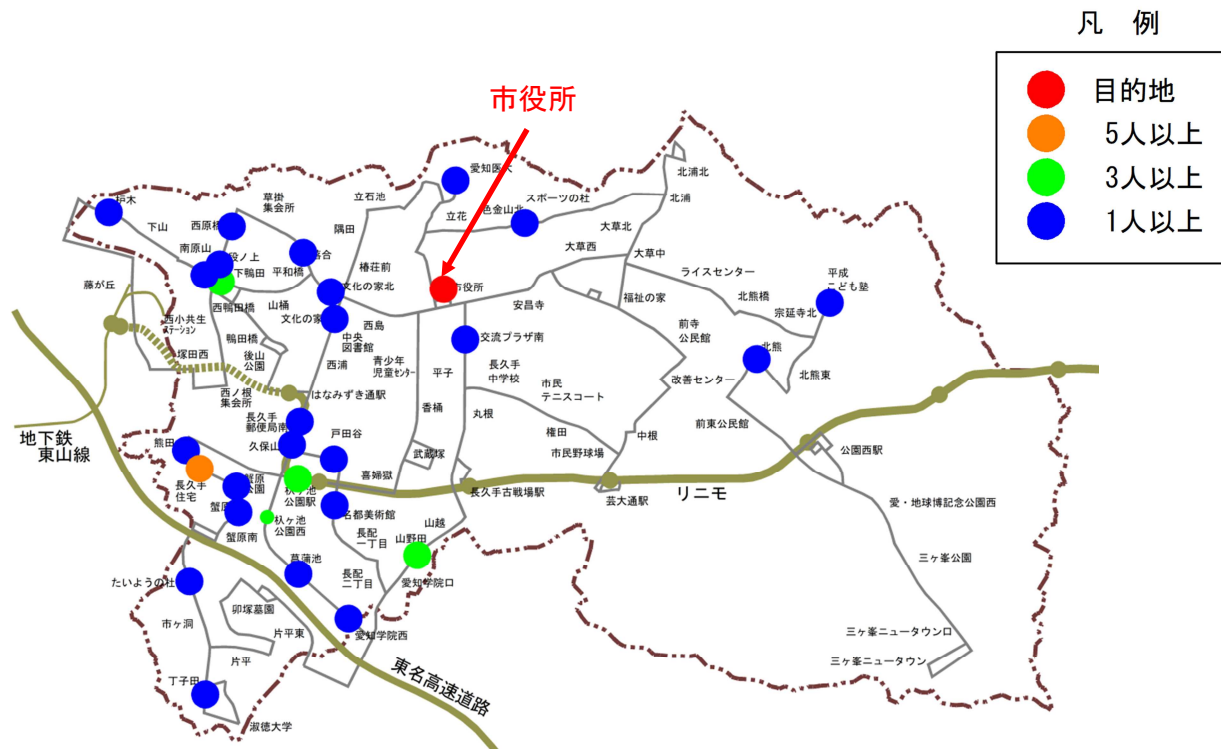 凡 例
目的地
5人以上
3人以上
1人以上
市役所
愛知医大
北浦北
杁木
草掛
集会所
立石池
立花
色金山北
スポーツの杜
北浦
下山
西原橋
隅田
大草北
南原山
段ノ上
落合
大草西
大草中
下鴨田
平和橋
椿荘前
ライスセンター
藤が丘
文化の家北
市役所
福祉の家
平成
こども塾
西鴨田橋
山桶
安昌寺
北熊橋
宗延寺北
西小共生
ステーション
文化の家
西島
前寺
公民館
鴨田橋
中央
図書館
交流プラザ南
塚田西
後山
公園
西浦
青少年
児童センター
平子
長久手
中学校
北熊
改善センター
北熊東
西ノ根
集会所
はなみずき通駅
市民
テニスコート
香桶
丸根
長久手
郵便局南
前東公民館
地下鉄
東山線
熊田
久保山
戸田谷
権田
中根
武蔵塚
市民野球場
公園西駅
長久手
住宅
蟹原
公園
杁ヶ池
公園駅
喜婦嶽
長久手古戦場駅
芸大通駅
リニモ
愛・地球博記念公園西
蟹原
杁ヶ池
公園西
名都美術館
山越
蟹原南
長配
一丁目
山野田
菖蒲池
三ヶ峯公園
たいようの杜
長配
二丁目
愛知学院口
卯塚墓園
市ヶ洞
片平東
愛知学院西
三ヶ峯ニュータウン口
片平
三ヶ峯ニュータウン
丁子田
東名高速道路
淑徳大学